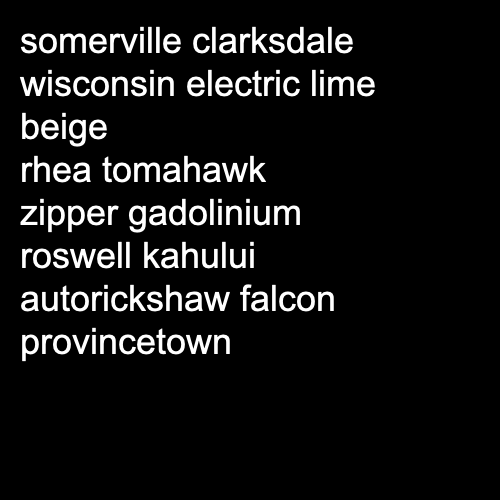 somerville clarksdale
wisconsin electric lime
beige
rhea tomahawk
zipper gadolinium
roswell kahului
autorickshaw falcon
provincetown